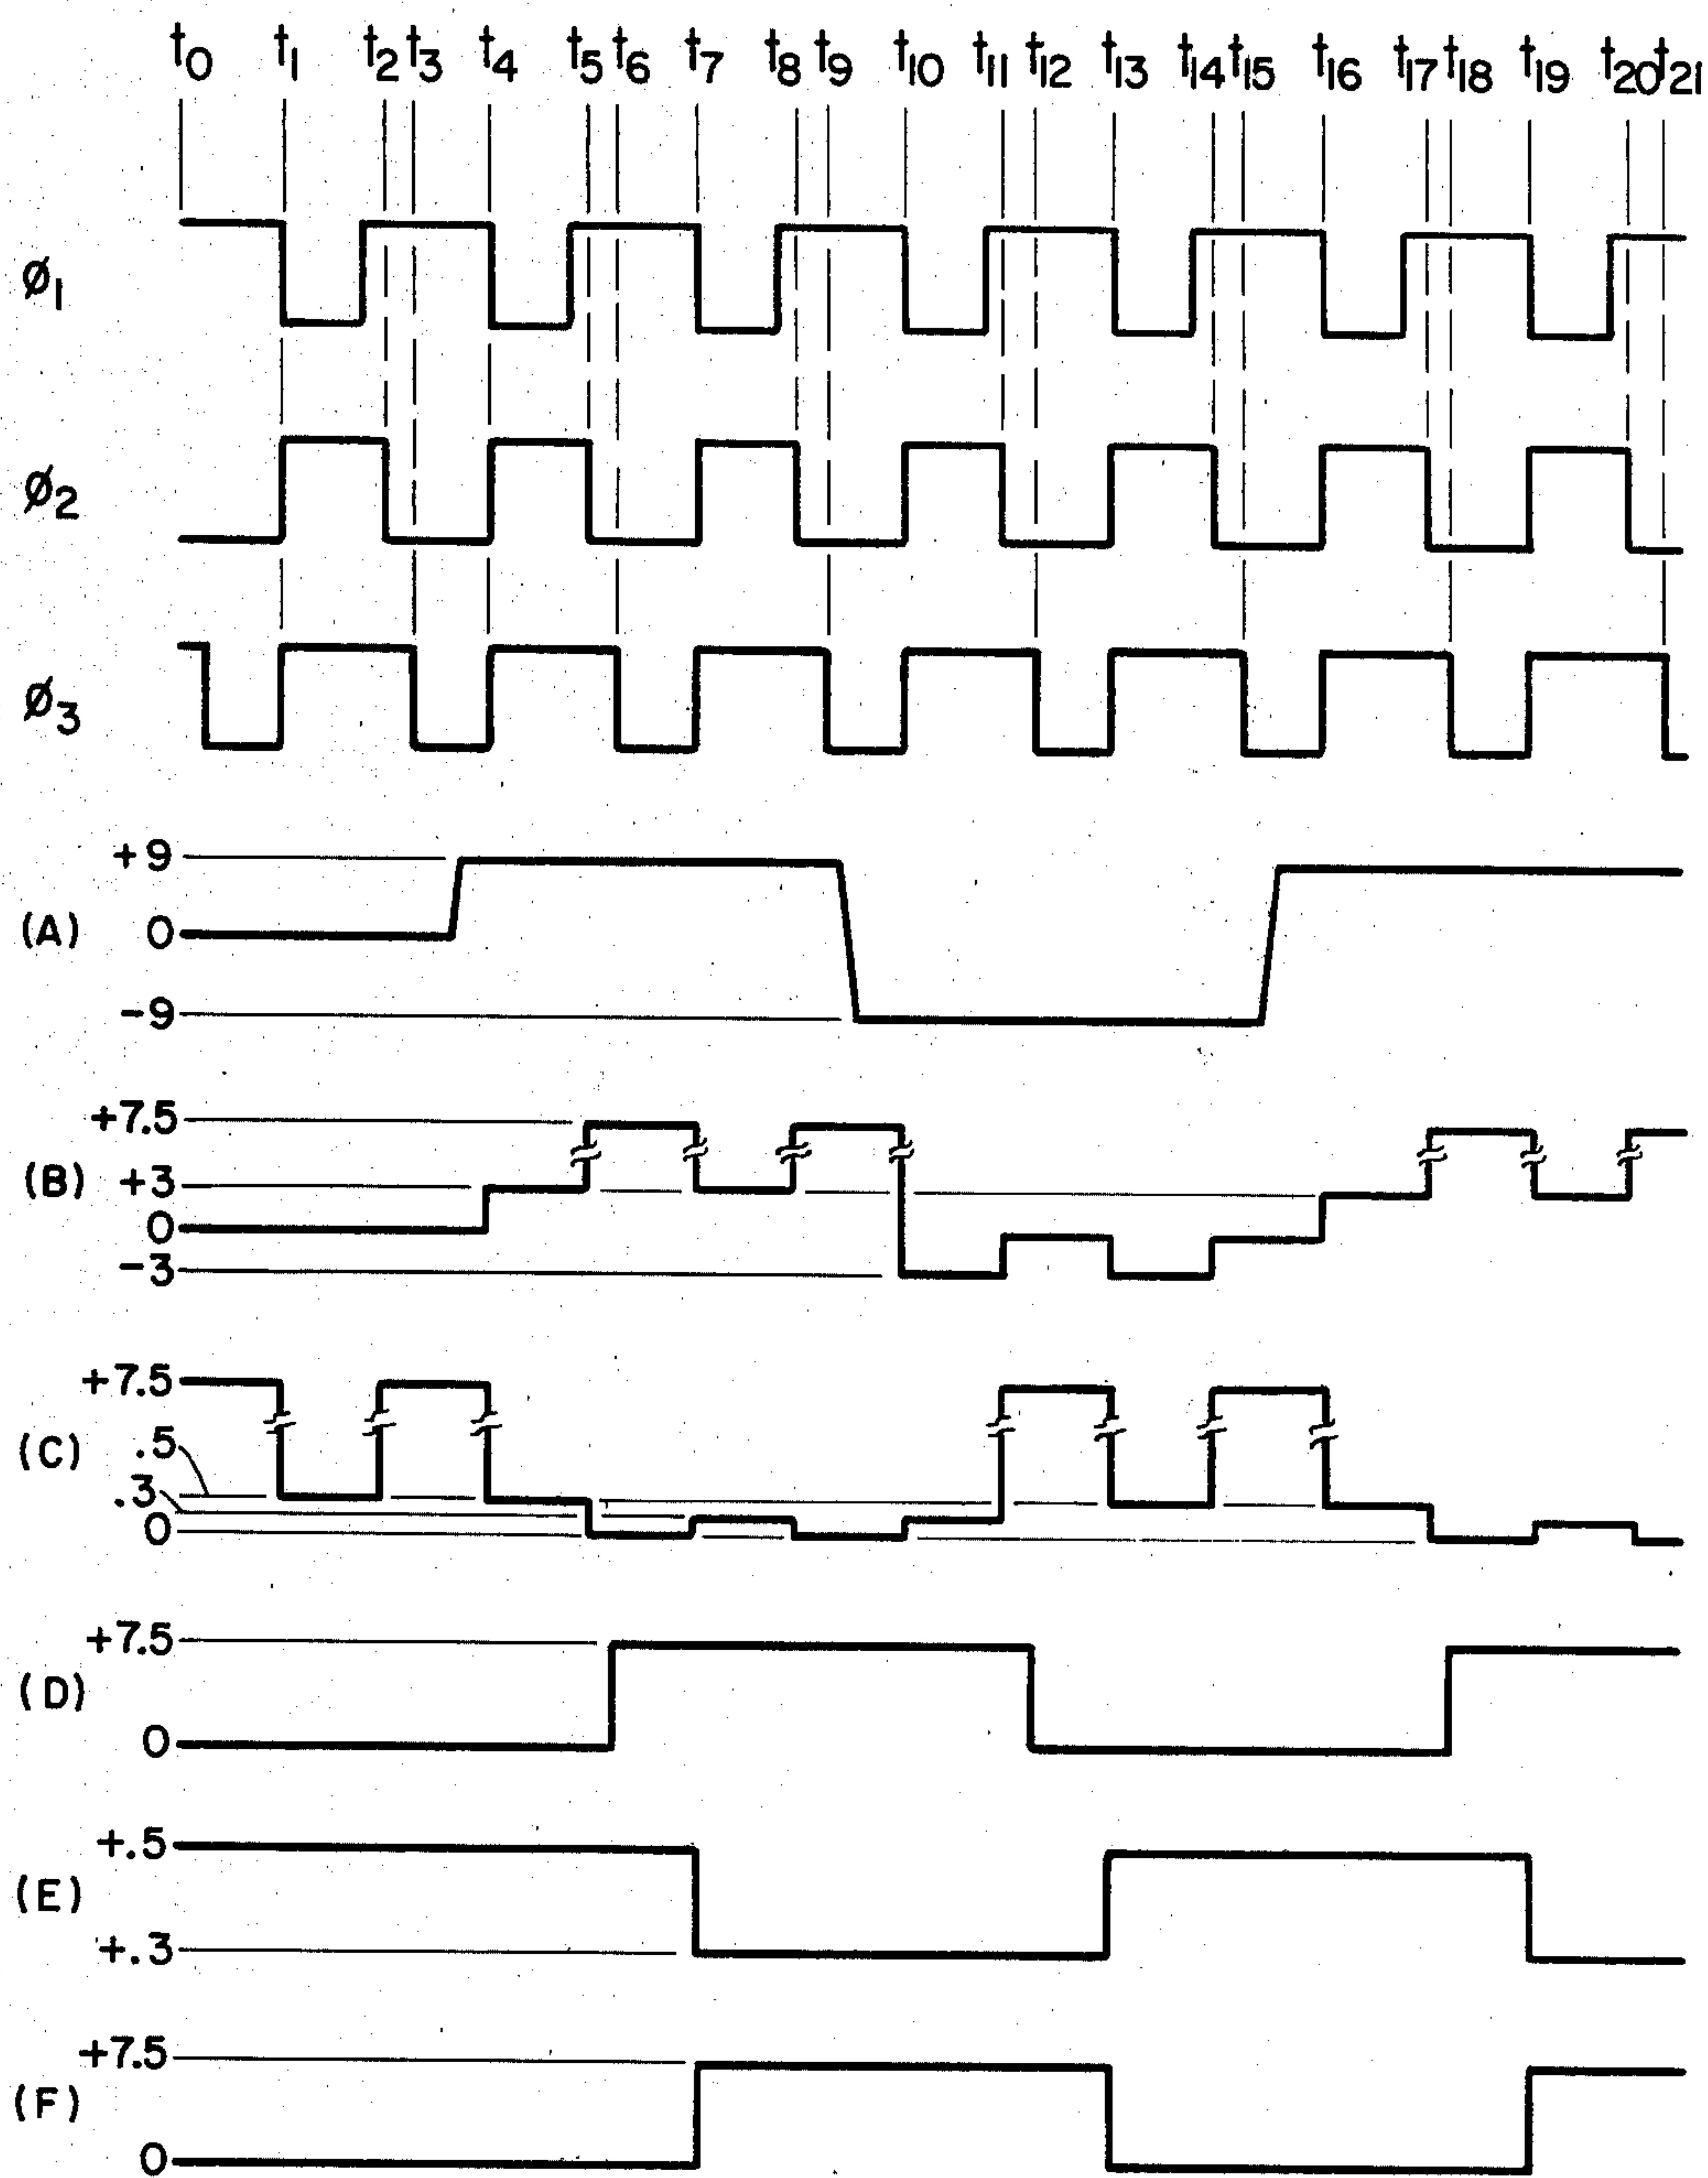 t0 t1 t2 t3 t4 t5 t6 t7 t8 t9 t10 t11 t12 t13 t14 t15 t16 t17 t18 t19 t20 t21
ø1
ø2
ø3
+9
(A) 0
-9
+7.5
(B) +3
0
-3
+7.5
(C) .5
.3
0
+7.5
(D)
0
+.5
(E)
+.3
+7.5
(F)
0